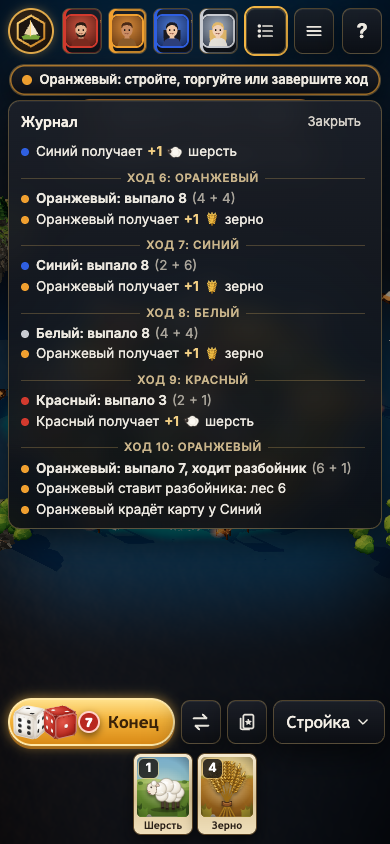 ?
Оранжевый: стройте, торгуйте или завершите ход
Журнал
Закрыть
Синий получает +1 шерсть
ХОД 6: ОРАНЖЕВЫЙ
Оранжевый: выпало 8 (4 + 4)
Оранжевый получает +1 зерно
ХОД 7: СИНИЙ
Синий: выпало 8 (2 + 6)
Оранжевый получает +1 зерно
ХОД 8: БЕЛЫЙ
Белый: выпало 8 (4 + 4)
Оранжевый получает +1 зерно
ХОД 9: КРАСНЫЙ
Красный: выпало 3 (2 + 1)
Красный получает +1 шерсть
ХОД 10: ОРАНЖЕВЫЙ
Оранжевый: выпало 7, ходит разбойник (6 + 1)
Оранжевый ставит разбойника: лес 6
Оранжевый крадёт карту у Синий
7 Конец
Стройка
1
4
Шерсть
Зерно